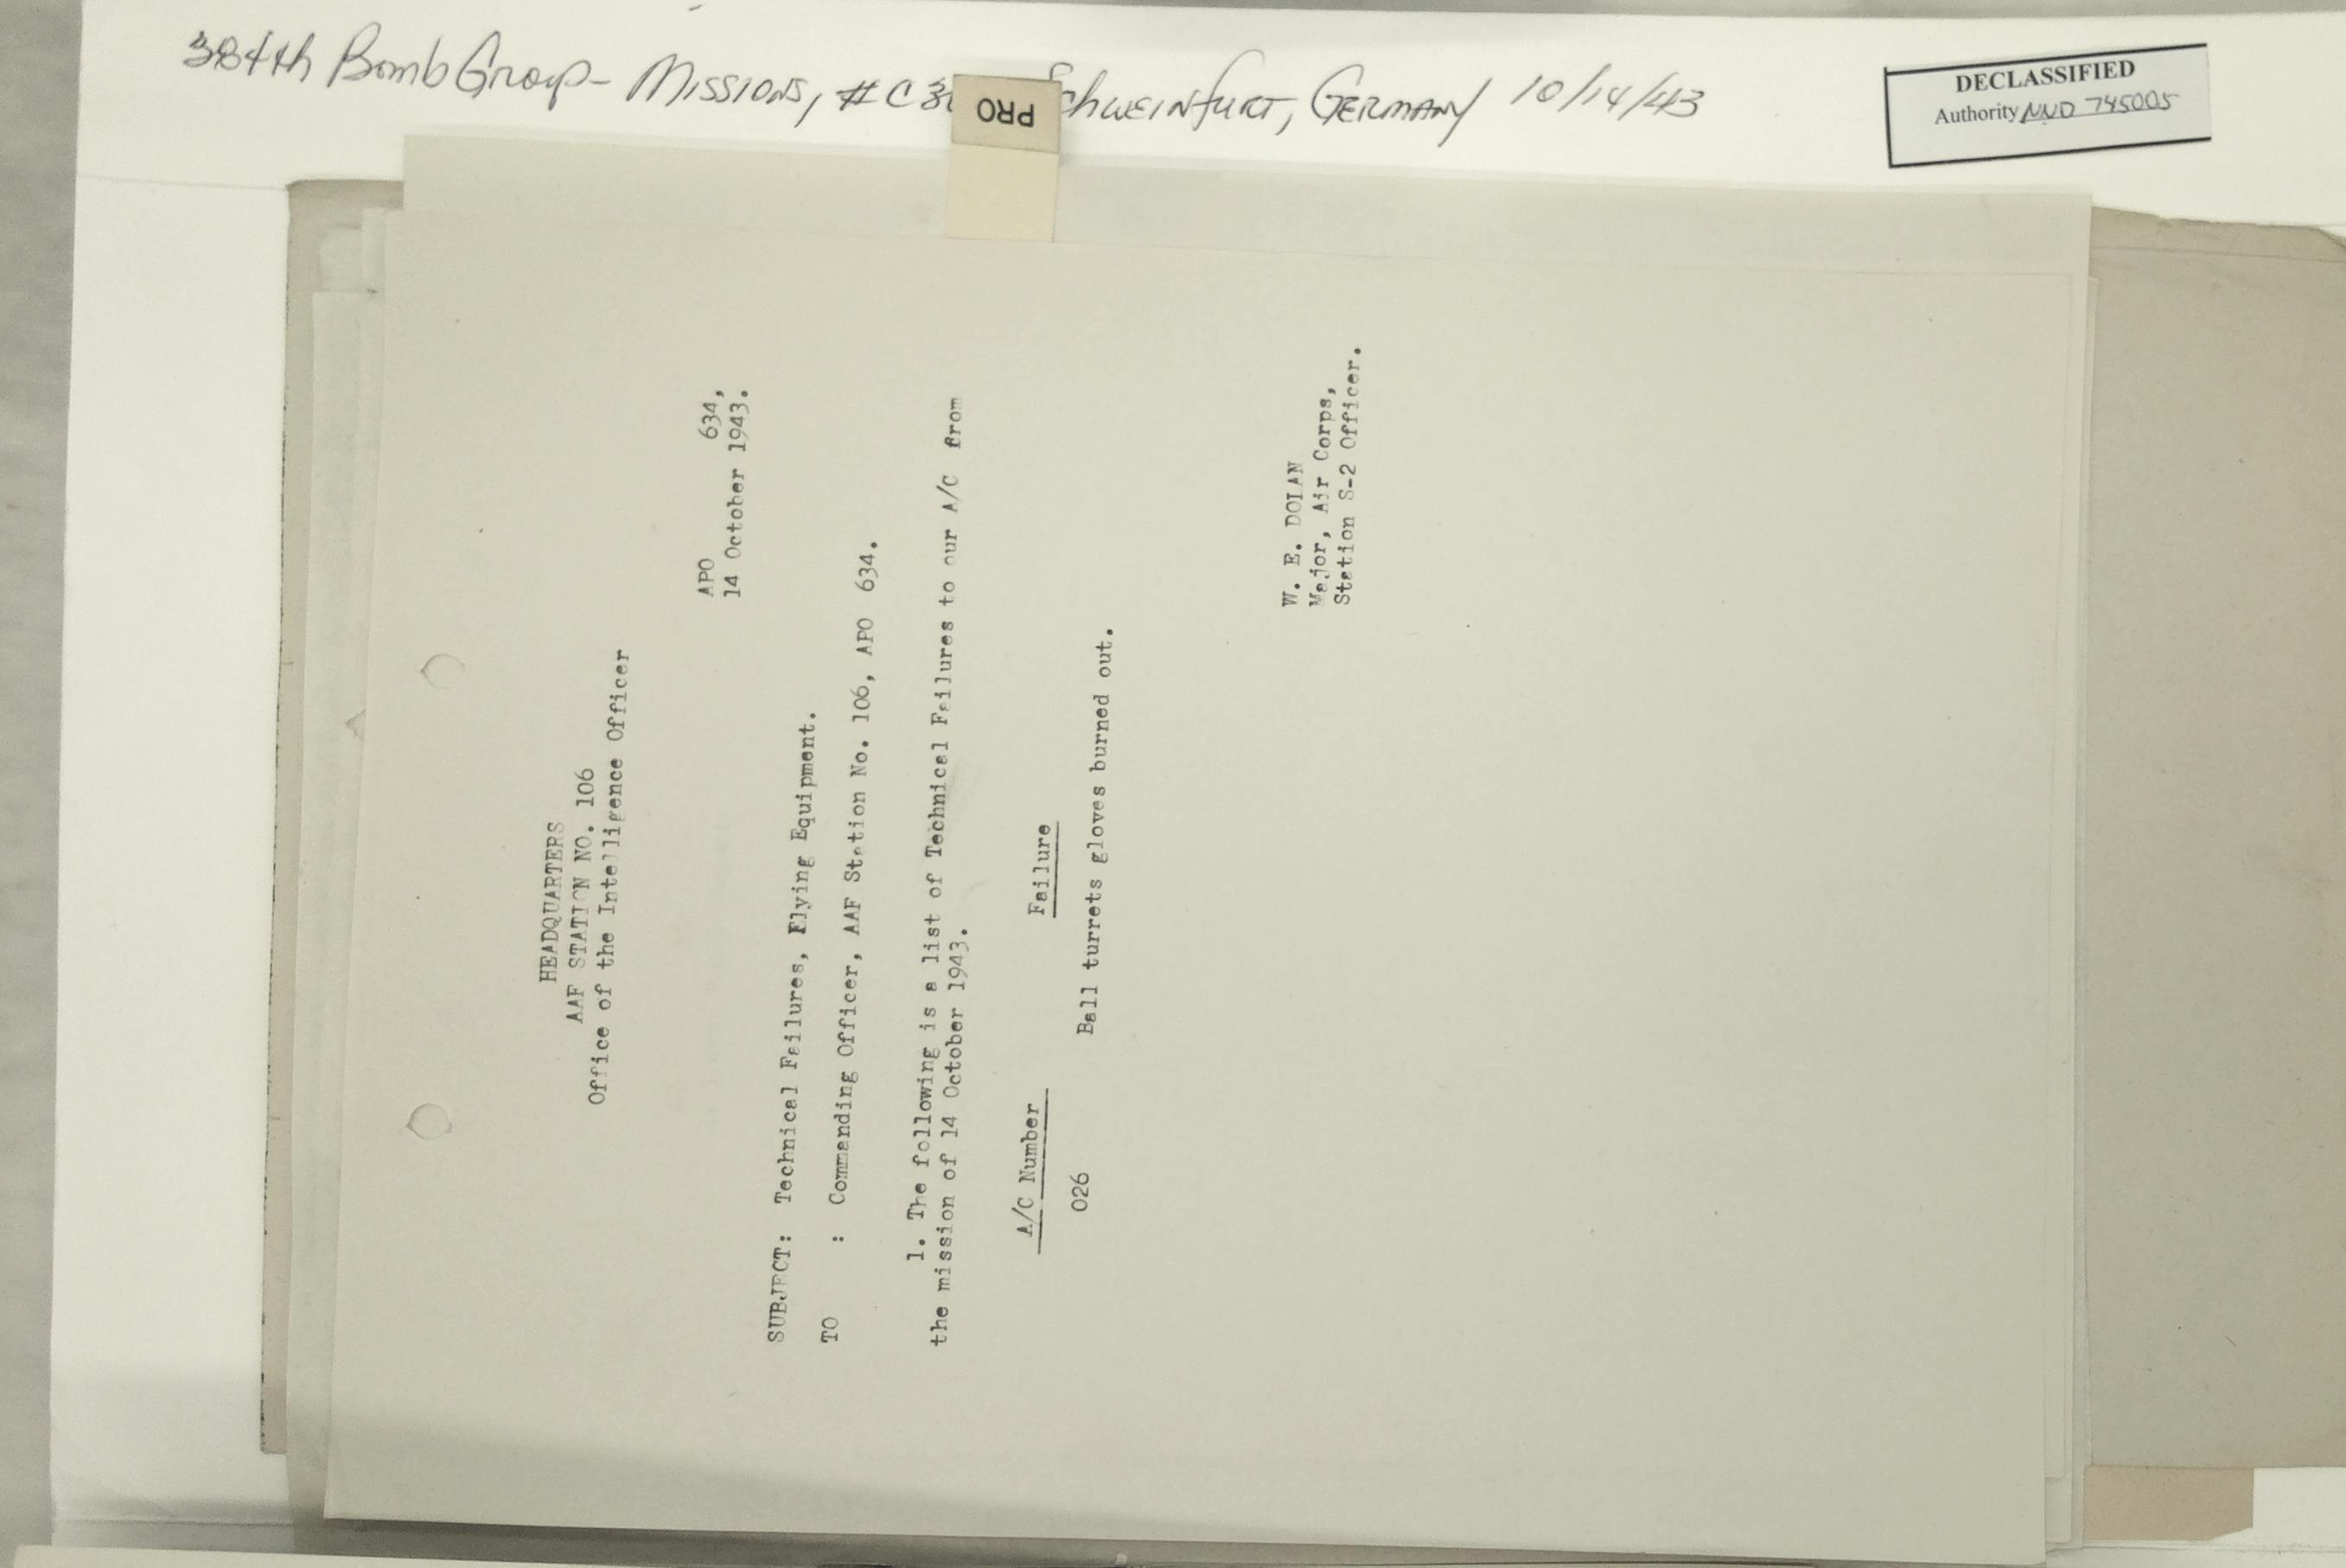 384th Bomb Group - Missions, #C3 Schweinfurt, Germany 10/14/43
PRO
DECLASSIFIED
Authority NND 745005
HEADQUARTERS
AAF STATION NO. 106
Office of the Intelligence Officer
APO 634,
14 October 1943.
SUBJECT: Technical Failures, Flying Equipment.
TO : Commanding Officer, AAF Station No. 106, APO 634.
1. The following is a list of Technical Failures to our A/C from
the mission of 14 October 1943.
A/C Number Failure
026 Ball turrets gloves burned out.
W. E. DOLAN
Major, Air Corps,
Station S-2 Officer.